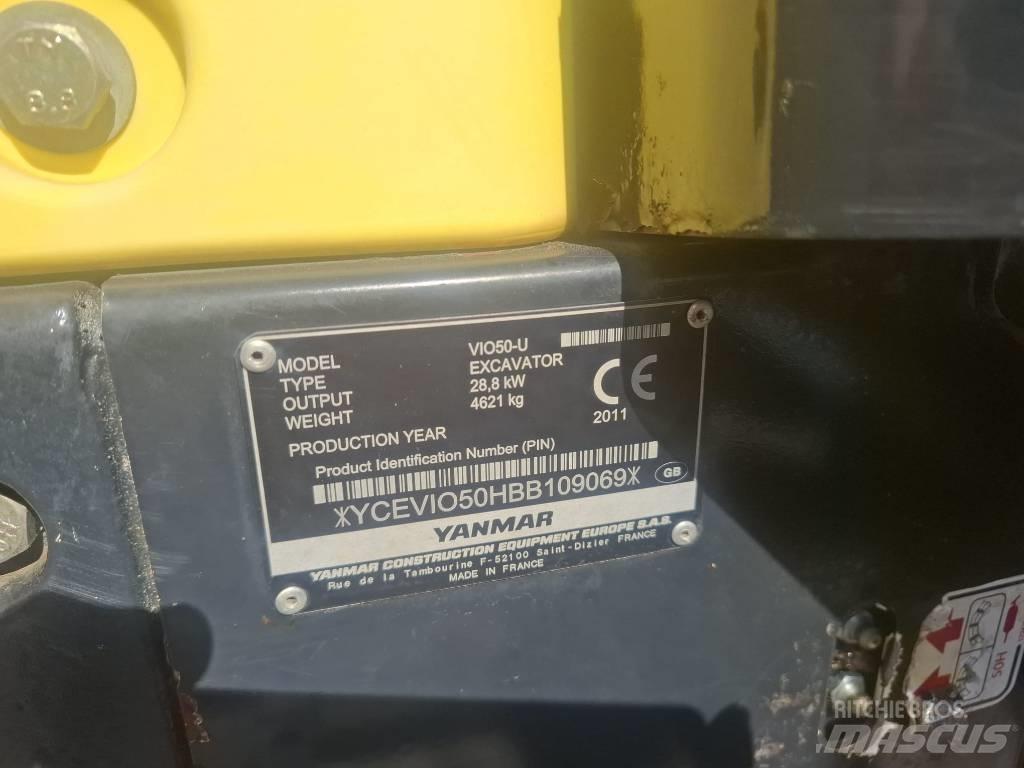 TY
8.8
MODEL VIO50-U
TYPE EXCAVATOR
OUTPUT 28,8 kW
WEIGHT 4621 kg
CE
PRODUCTION YEAR 2011
Product Identification Number (PIN)
*YCEVIO50HBB109069*
GB
YANMAR
YANMAR CONSTRUCTION EQUIPMENT EUROPE S.A.S.
Rue de la Tambourine F-52100 Saint-Dizier FRANCE
MADE IN FRANCE
50H
RITCHIE BROS.
MASCUS